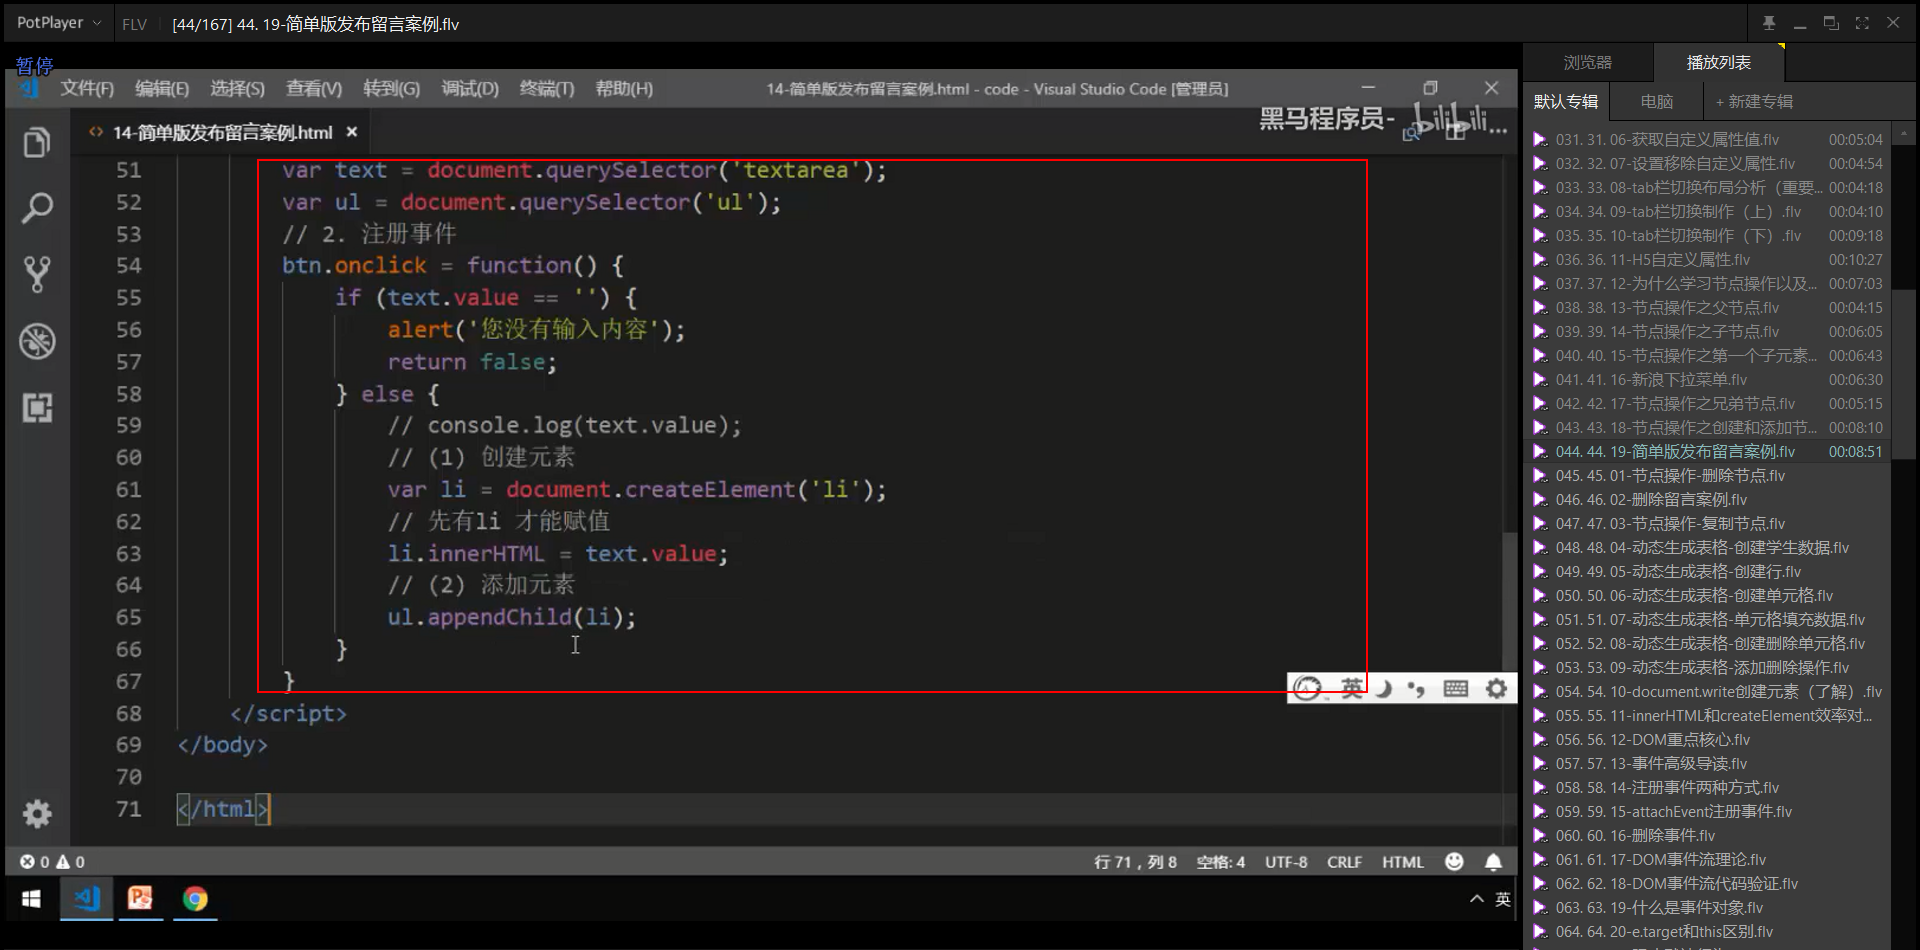 PotPlayer
FLV
[44/167] 44. 19-简单版发布留言案例.flv
暂停
文件(F) 编辑(E) 选择(S) 查看(V) 转到(G) 调试(D) 终端(T) 帮助(H)
14-简单版发布留言案例.html - code - Visual Studio Code [管理员]
黑马程序员- bilibili
14-简单版发布留言案例.html
51 var text = document.querySelector('textarea');
52 var ul = document.querySelector('ul');
53 // 2. 注册事件
54 btn.onclick = function() {
55 if (text.value == '') {
56 alert('您没有输入内容');
57 return false;
58 } else {
59 // console.log(text.value);
60 // (1) 创建元素
61 var li = document.createElement('li');
62 // 先有li 才能赋值
63 li.innerHTML = text.value;
64 // (2) 添加元素
65 ul.appendChild(li);
66 }
67 }
68 </script>
69 </body>
70
71 </html>
英
0 0
行 71，列 8 空格: 4 UTF-8 CRLF HTML
英
浏览器 播放列表
默认专辑 电脑 + 新建专辑
031. 31. 06-获取自定义属性值.flv 00:05:04
032. 32. 07-设置移除自定义属性.flv 00:04:54
033. 33. 08-tab栏切换布局分析（重要... 00:04:18
034. 34. 09-tab栏切换制作（上）.flv 00:04:10
035. 35. 10-tab栏切换制作（下）.flv 00:09:18
036. 36. 11-H5自定义属性.flv 00:10:27
037. 37. 12-为什么学习节点操作以及... 00:07:03
038. 38. 13-节点操作之父节点.flv 00:04:15
039. 39. 14-节点操作之子节点.flv 00:06:05
040. 40. 15-节点操作之第一个子元素... 00:06:43
041. 41. 16-新浪下拉菜单.flv 00:06:30
042. 42. 17-节点操作之兄弟节点.flv 00:05:15
043. 43. 18-节点操作之创建和添加节... 00:08:10
044. 44. 19-简单版发布留言案例.flv 00:08:51
045. 45. 01-节点操作-删除节点.flv
046. 46. 02-删除留言案例.flv
047. 47. 03-节点操作-复制节点.flv
048. 48. 04-动态生成表格-创建学生数据.flv
049. 49. 05-动态生成表格-创建行.flv
050. 50. 06-动态生成表格-创建单元格.flv
051. 51. 07-动态生成表格-单元格填充数据.flv
052. 52. 08-动态生成表格-创建删除单元格.flv
053. 53. 09-动态生成表格-添加删除操作.flv
054. 54. 10-document.write创建元素（了解）.flv
055. 55. 11-innerHTML和createElement效率对...
056. 56. 12-DOM重点核心.flv
057. 57. 13-事件高级导读.flv
058. 58. 14-注册事件两种方式.flv
059. 59. 15-attachEvent注册事件.flv
060. 60. 16-删除事件.flv
061. 61. 17-DOM事件流理论.flv
062. 62. 18-DOM事件流代码验证.flv
063. 63. 19-什么是事件对象.flv
064. 64. 20-e.target和this区别.flv